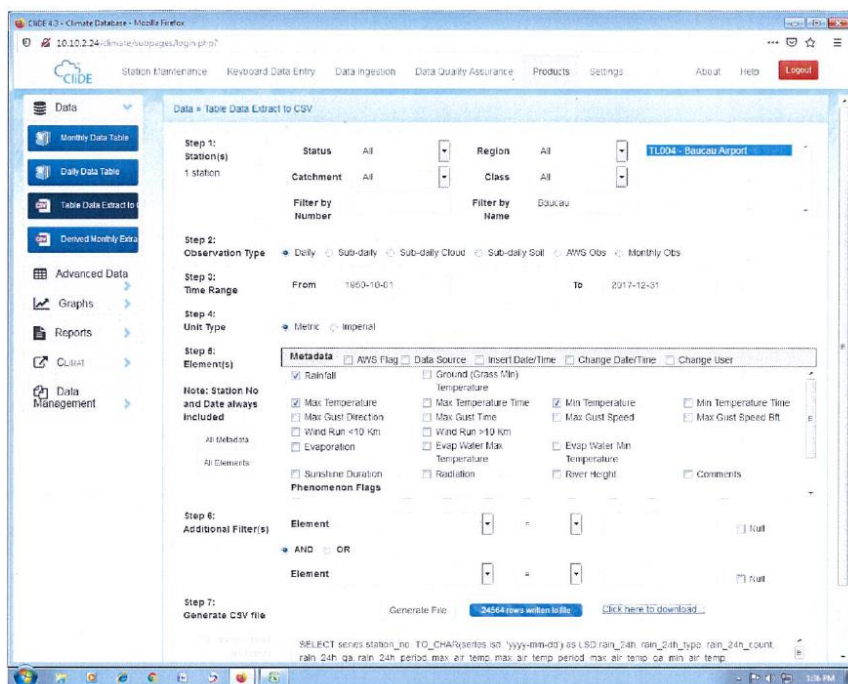 CliDE 4.3 - Climate Database - Mozilla Firefox
10.10.2.24/climate/subpages/login.php?
CliDE
Station Maintenance Keyboard Data Entry Data Ingestion Data Quality Assurance Products Settings About Help Logout
Data
Monthly Data Table
Daily Data Table
Table Data Extract to C
Derived Monthly Extra
Advanced Data
Graphs
Reports
CLIMAT
Data Management
Data » Table Data Extract to CSV
Step 1:
Station(s)
1 station
Status All Region All
TL004 - Baucau Airport
Catchment All Class All
Filter by Number
Filter by Name Baucau
Step 2:
Observation Type
Daily Sub-daily Sub-daily Cloud Sub-daily Soil AWS Obs Monthly Obs
Step 3:
Time Range
From 1950-10-01 To 2017-12-31
Step 4:
Unit Type
Metric Imperial
Step 5:
Element(s)
Note: Station No
and Date always
included
All Metadata
All Elements
Metadata AWS Flag Data Source Insert Date/Time Change Date/Time Change User
Rainfall Ground (Grass Min) Temperature
Max Temperature Max Temperature Time Min Temperature Min Temperature Time
Max Gust Direction Max Gust Time Max Gust Speed Max Gust Speed Bft
Wind Run <10 Km Wind Run >10 Km
Evaporation Evap Water Max Temperature Evap Water Min Temperature
Sunshine Duration Radiation River Height Comments
Phenomenon Flags
Step 6:
Additional Filter(s)
Element = Null
AND OR
Element = Null
Step 7:
Generate CSV file
Generate File 24564 rows written to file Click here to download...
SELECT series.station_no, TO_CHAR(series.lsd, 'yyyy-mm-dd') as LSD,rain_24h, rain_24h_type, rain_24h_count,
rain_24h_qa, rain_24h_period, max_air_temp, max_air_temp_period, max_air_temp_qa, min_air_temp,
1:36 PM